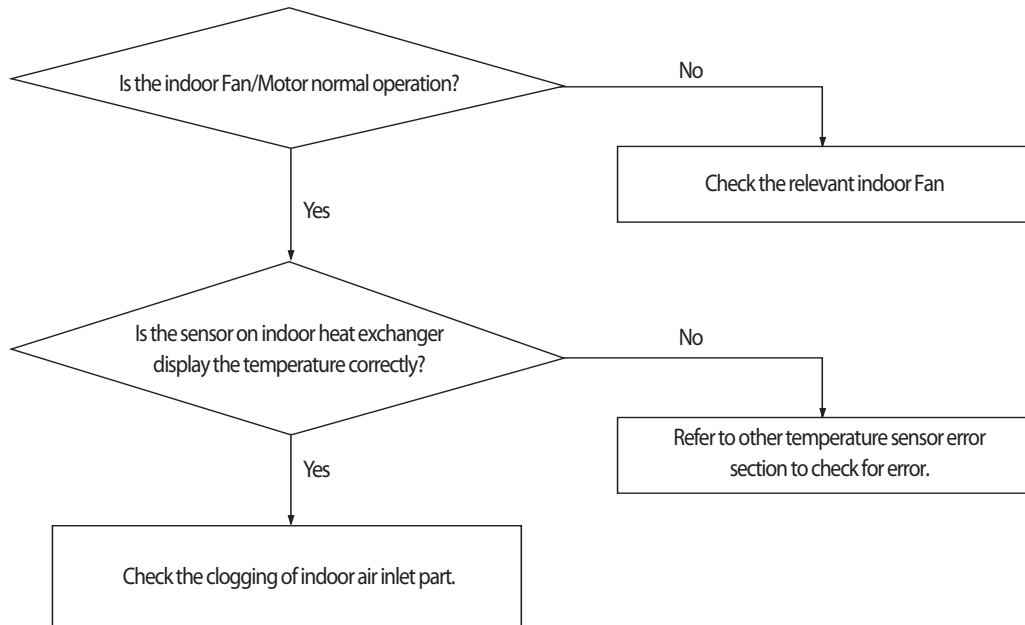 Is the indoor Fan/Motor normal operation?
No
Check the relevant indoor Fan
Yes
Is the sensor on indoor heat exchanger
display the temperature correctly?
No
Refer to other temperature sensor error
section to check for error.
Yes
Check the clogging of indoor air inlet part.